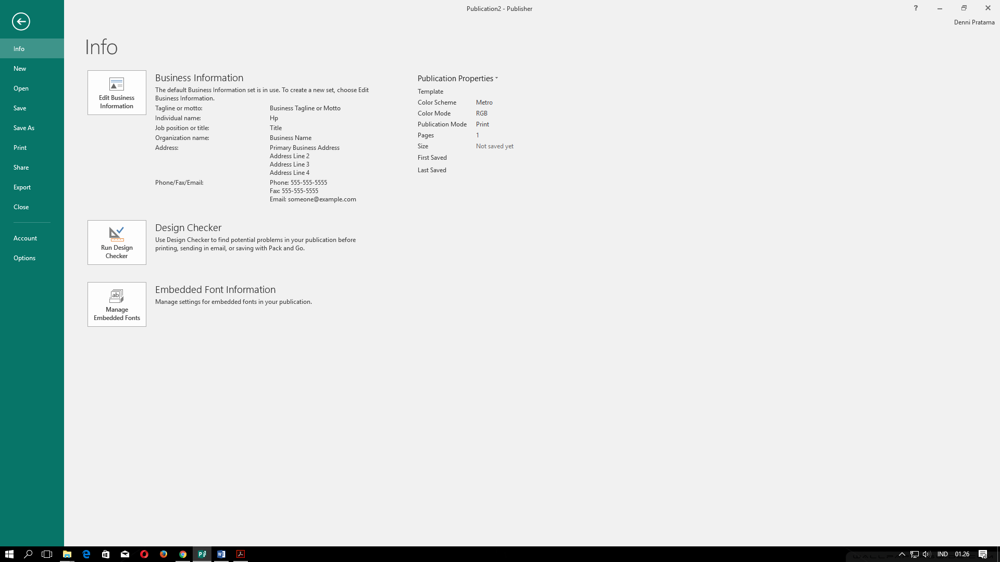 Publication2 - Publisher
?
Denni Pratama
Info
New
Open
Save
Save As
Print
Share
Export
Close
Account
Options
Info
Edit Business
Information
Business Information
The default Business Information set is in use. To create a new set, choose Edit
Business Information.
Tagline or motto: Business Tagline or Motto
Individual name: Hp
Job position or title: Title
Organization name: Business Name
Address: Primary Business Address
Address Line 2
Address Line 3
Address Line 4
Phone/Fax/Email: Phone: 555-555-5555
Fax: 555-555-5555
Email: someone@example.com
Publication Properties
Template
Color Scheme Metro
Color Mode RGB
Publication Mode Print
Pages 1
Size Not saved yet
First Saved
Last Saved
Run Design
Checker
Design Checker
Use Design Checker to find potential problems in your publication before
printing, sending in email, or saving with Pack and Go.
ab
Manage
Embedded Fonts
Embedded Font Information
Manage settings for embedded fonts in your publication.
IND 01.26